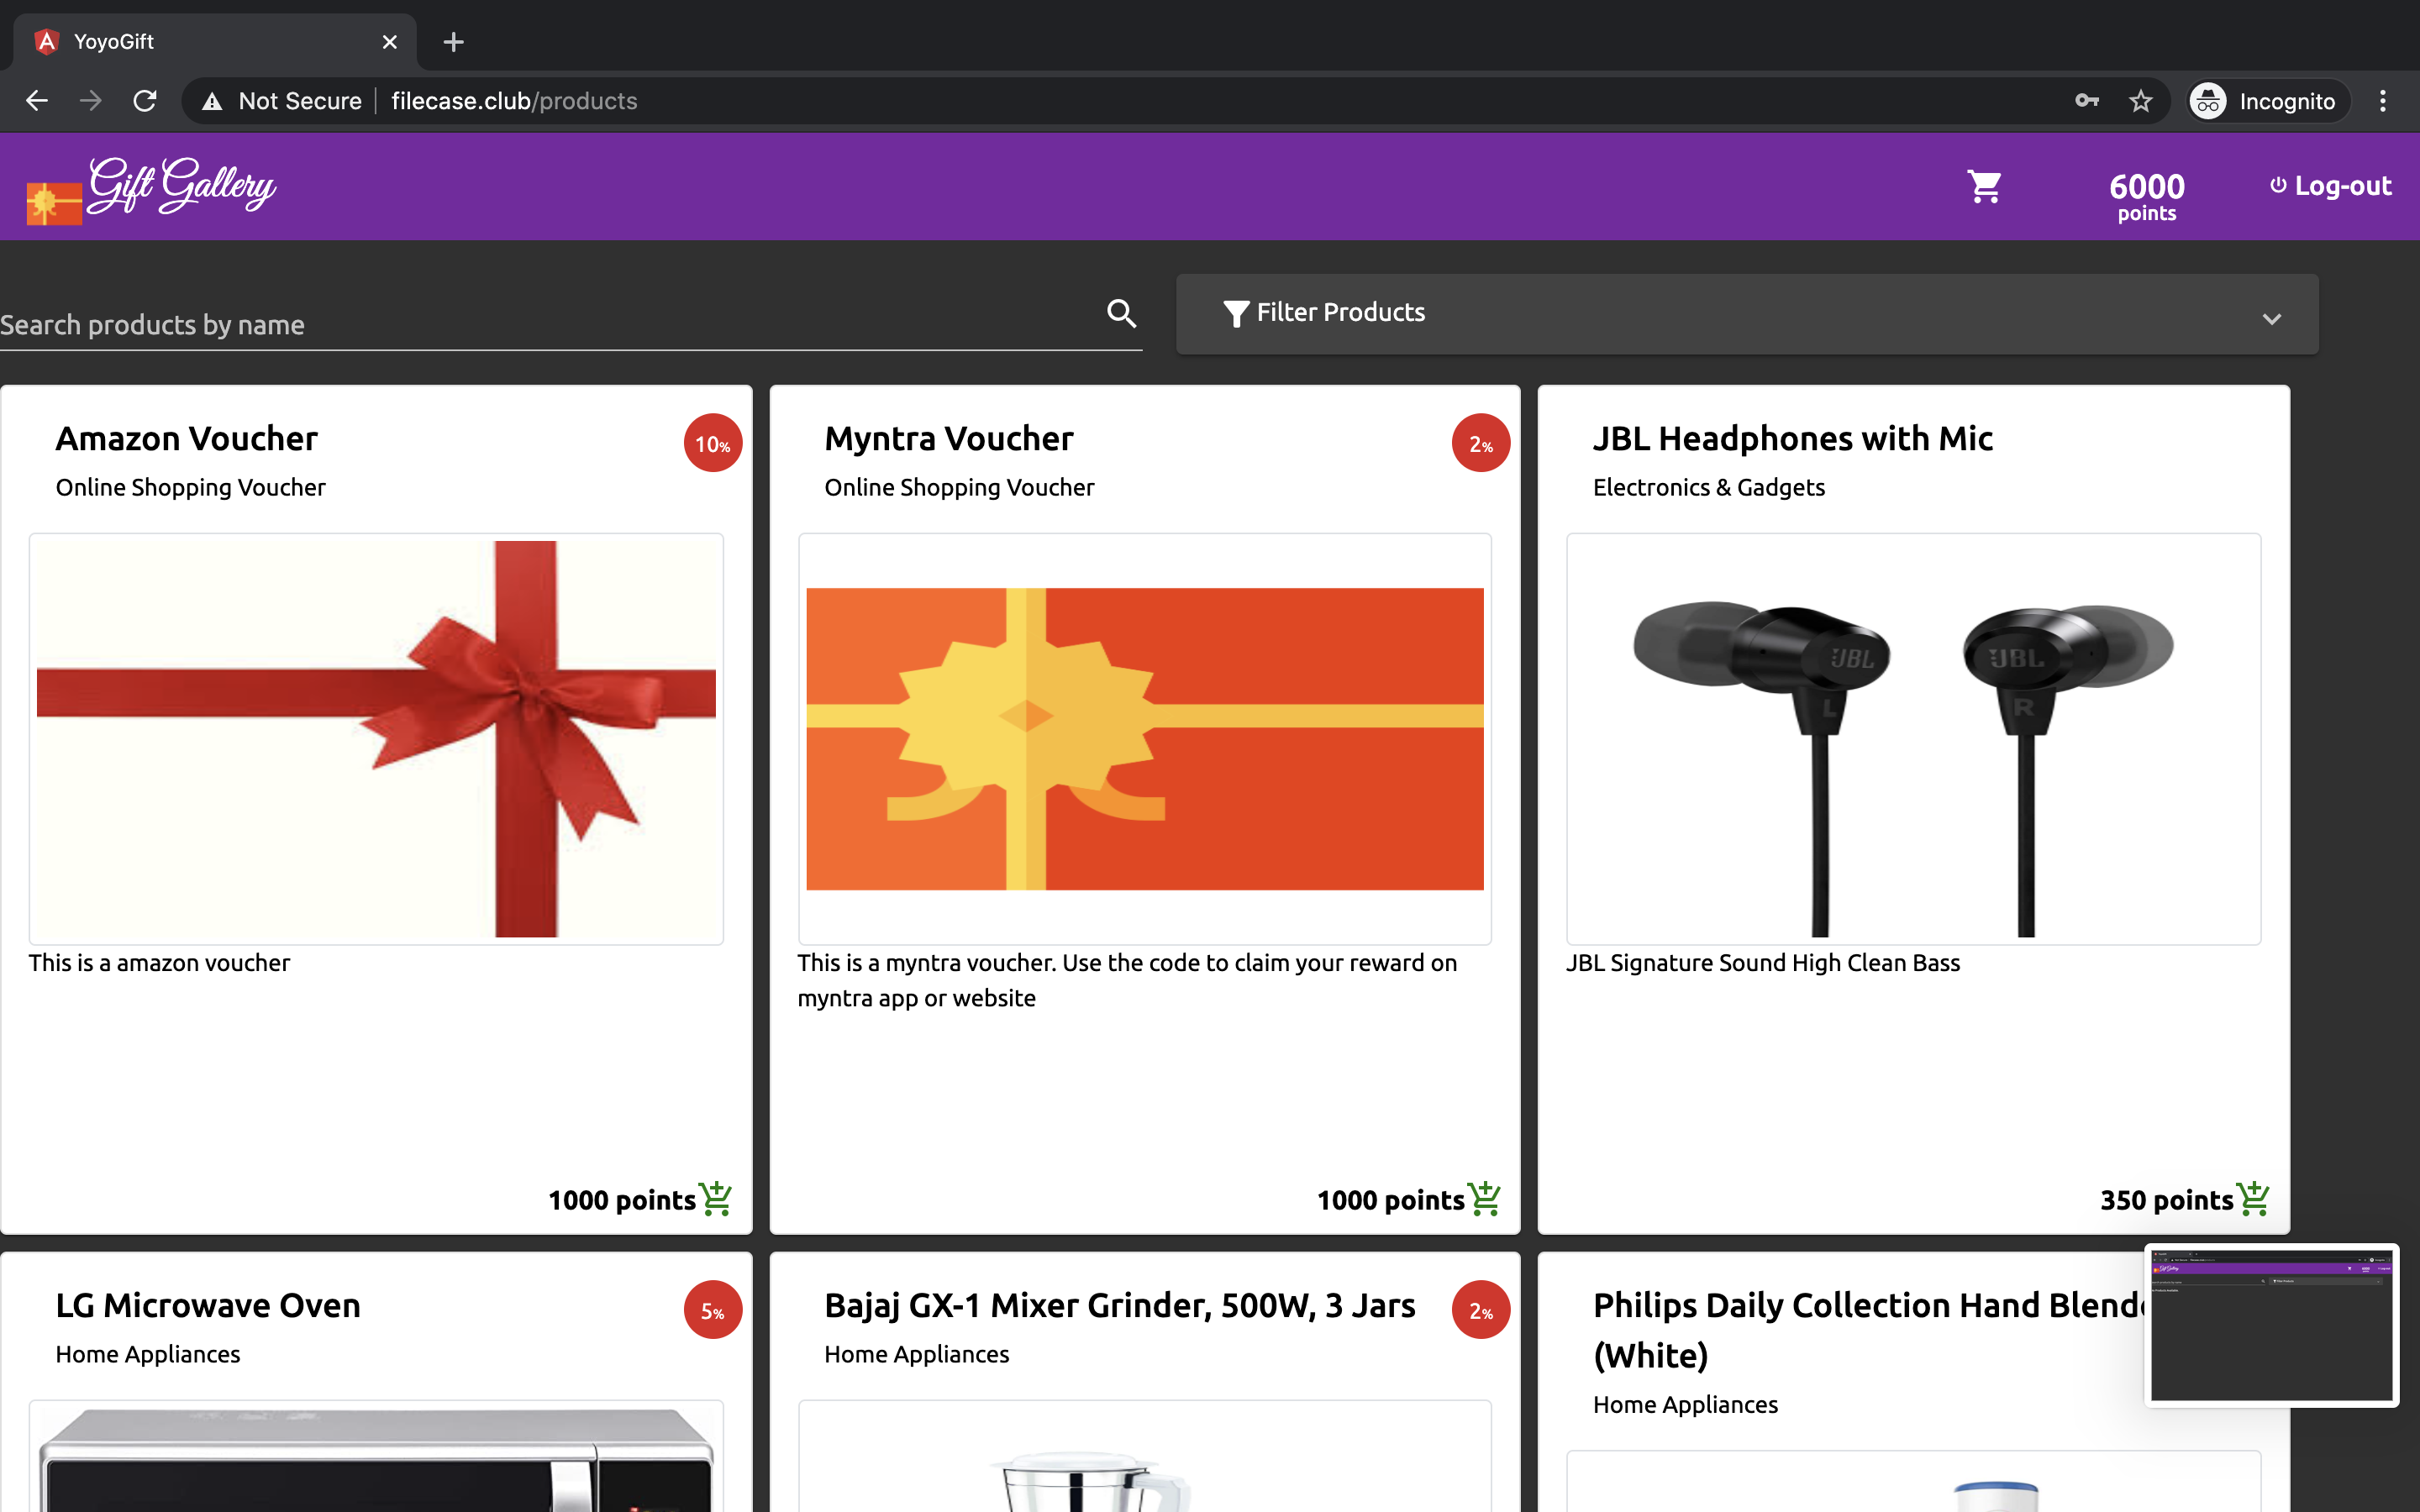 YoyoGift
Not Secure
filecase.club/products
Incognito
Gift Gallery
6000
points
Log-out
Search products by name
Filter Products
Amazon Voucher
10%
Online Shopping Voucher
This is a amazon voucher
1000 points
Myntra Voucher
2%
Online Shopping Voucher
This is a myntra voucher. Use the code to claim your reward on
myntra app or website
1000 points
JBL Headphones with Mic
Electronics & Gadgets
JBL
JBL
L
R
JBL Signature Sound High Clean Bass
350 points
LG Microwave Oven
5%
Home Appliances
Bajaj GX-1 Mixer Grinder, 500W, 3 Jars
2%
Home Appliances
Philips Daily Collection Hand
(White)
Home Appliances